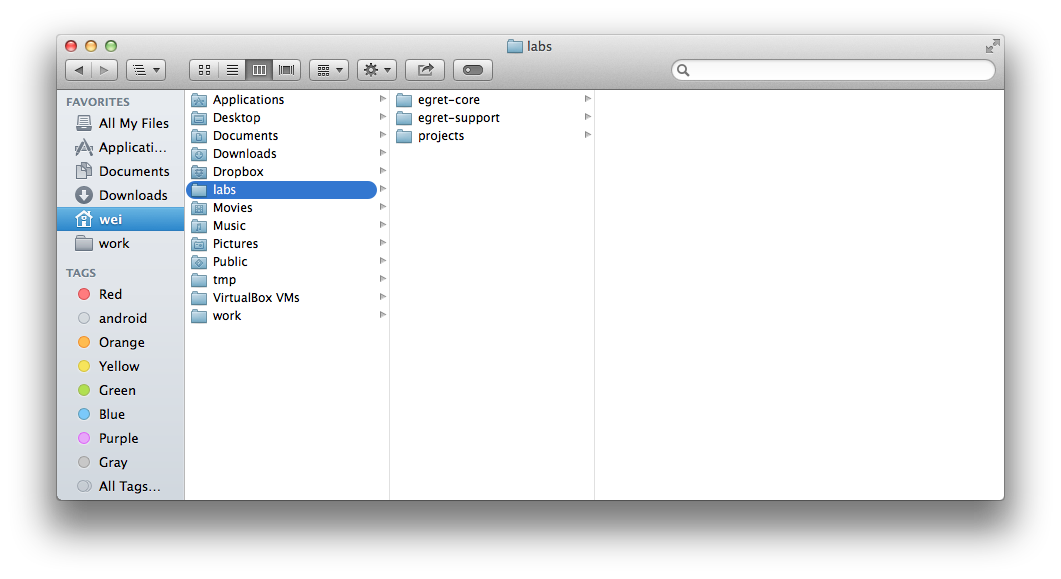 labs
FAVORITES
All My Files
Applicati...
Documents
Downloads
wei
work
TAGS
Red
android
Orange
Yellow
Green
Blue
Purple
Gray
All Tags...
Applications
Desktop
Documents
Downloads
Dropbox
labs
Movies
Music
Pictures
Public
tmp
VirtualBox VMs
work
egret-core
egret-support
projects